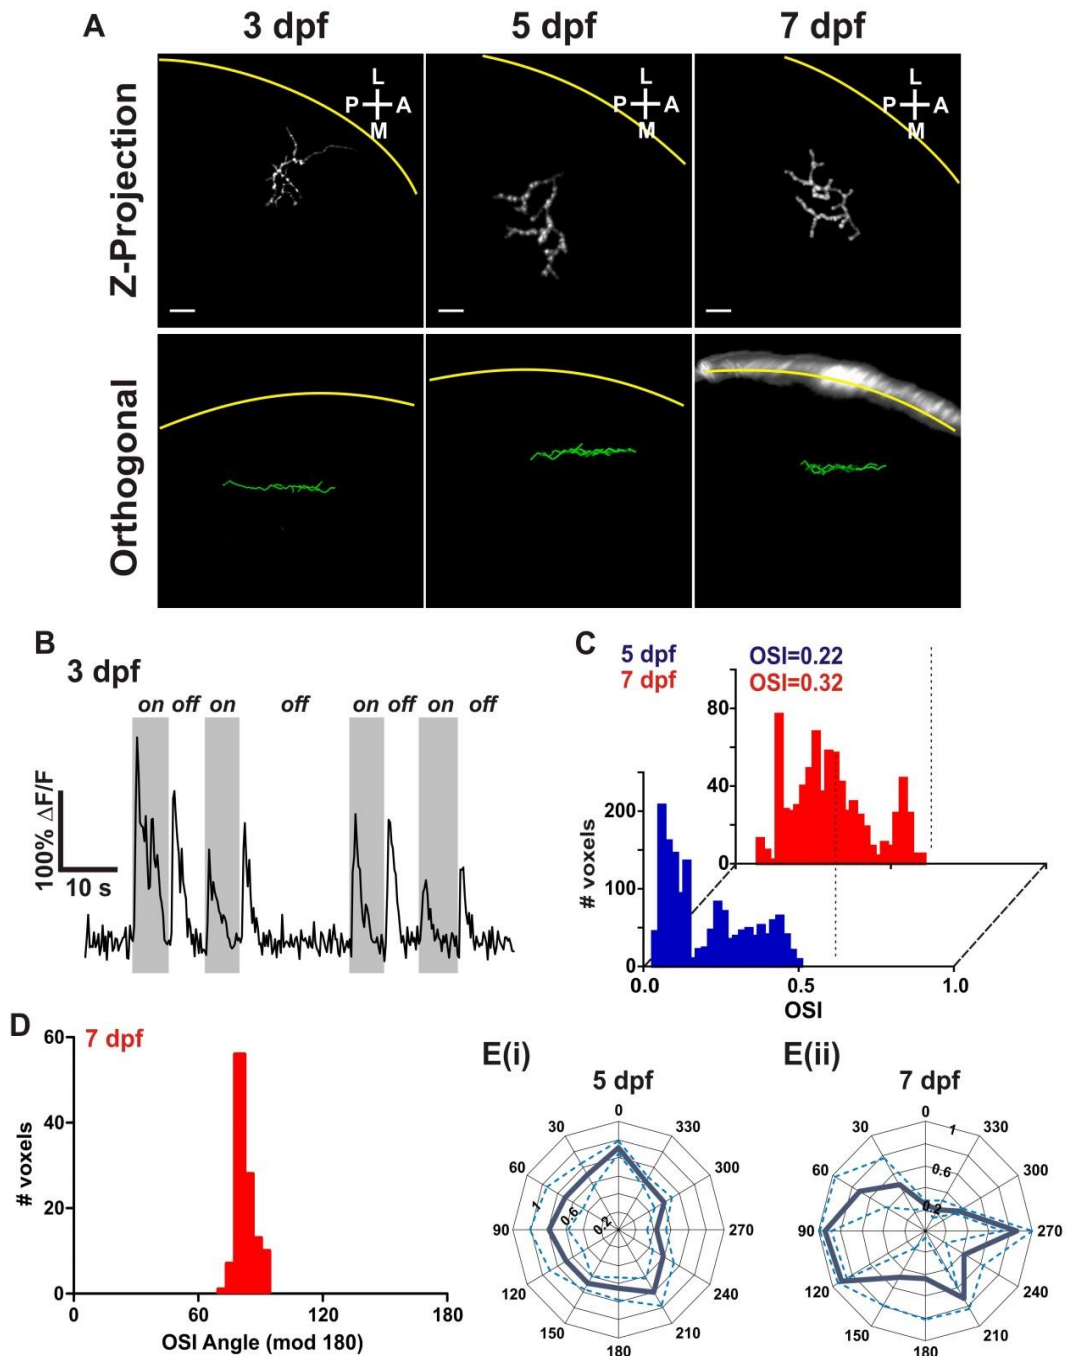 A
3 dpf
5 dpf
7 dpf
Z-Projection
L
P A
M
L
P A
M
L
P A
M
Orthogonal
B
3 dpf
on off on off on off on off
100% ΔF/F
10 s
C
5 dpf OSI=0.22
7 dpf OSI=0.32
80
40
0
# voxels
200
100
0
0.0 0.5 1.0
OSI
D
7 dpf
# voxels
60
40
20
0
0 60 120 180
OSI Angle (mod 180)
E(i)
5 dpf
0
30 330
60 300
1 0.6 0.2
90 270
120 240
150 210
180
E(ii)
7 dpf
0
30 330
1
0.6
0.2
60 300
90 270
120 240
150 210
180